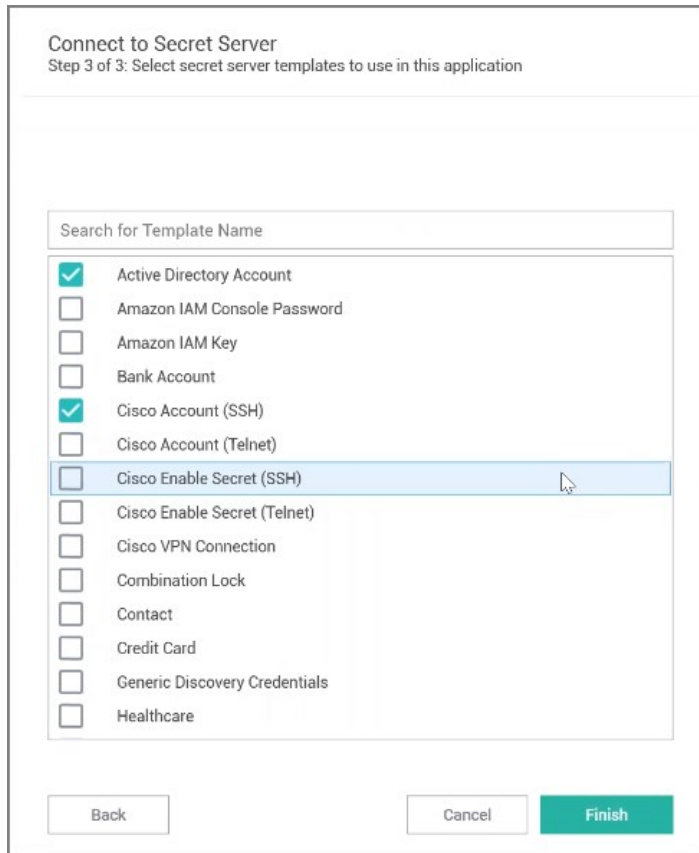 Connect to Secret Server
Step 3 of 3: Select secret server templates to use in this application
Search for Template Name
Active Directory Account
Amazon IAM Console Password
Amazon IAM Key
Bank Account
Cisco Account (SSH)
Cisco Account (Telnet)
Cisco Enable Secret (SSH)
Cisco Enable Secret (Telnet)
Cisco VPN Connection
Combination Lock
Contact
Credit Card
Generic Discovery Credentials
Healthcare
Back
Cancel
Finish